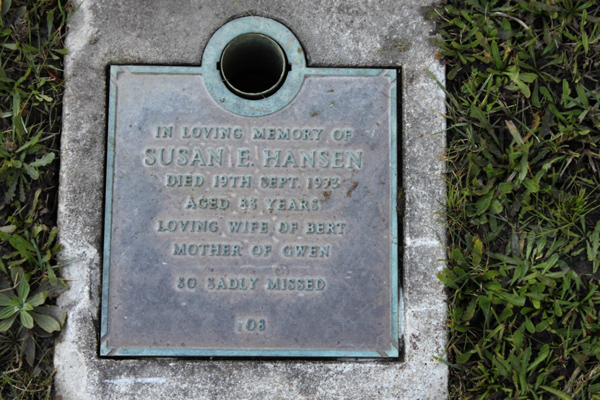 IN LOVING MEMORY OF
SUSAN E. HANSEN
DIED 19TH SEPT. 1973
AGED YEARS
LOVING WIFE OF BERT
MOTHER OF GWEN
SO SADLY MISSED